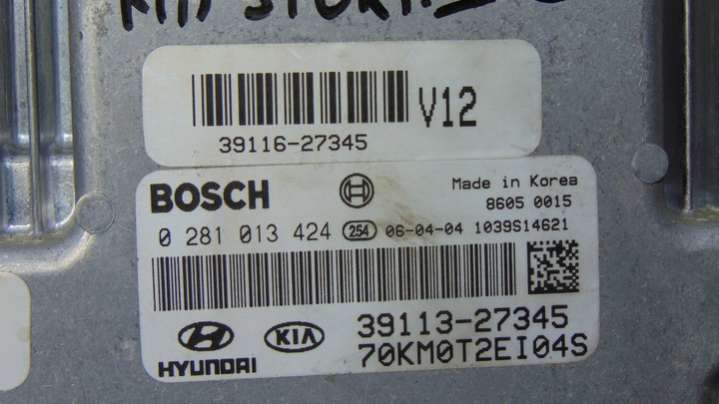 39116-27345
V12
BOSCH
Made in Korea
8605 0015
0 281 013 424 254 06-04-04 1039S14621
HYUNDAI KIA
39113-27345
70KM0T2EI04S